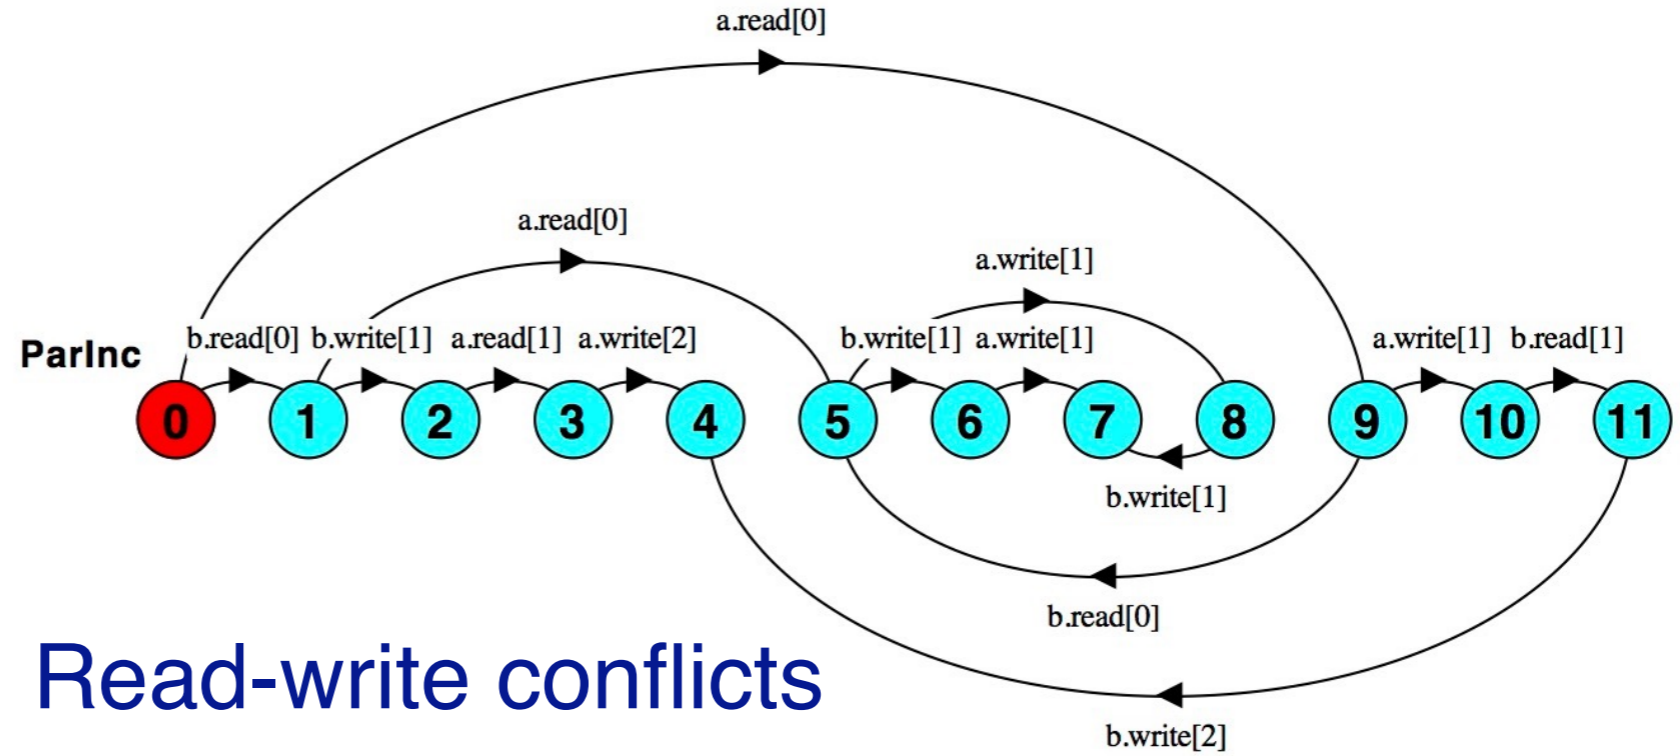 a.read[0]
a.read[0]
a.write[1]
b.read[0] b.write[1] a.read[1] a.write[2] b.write[1] a.write[1] a.write[1] b.read[1]
ParInc
0 1 2 3 4 5 6 7 8 9 10 11
b.write[1]
b.read[0]
Read-write conflicts
b.write[2]